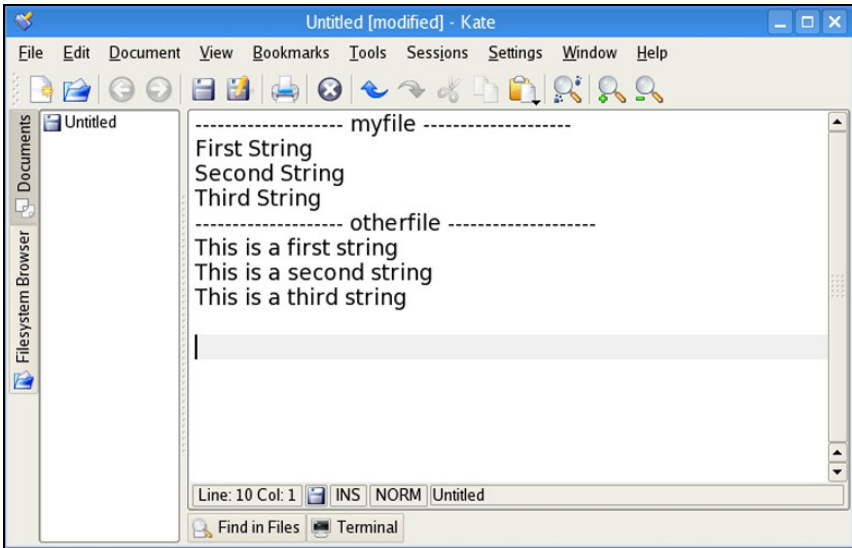 Untitled [modified] - Kate
File Edit Document View Bookmarks Tools Sessions Settings Window Help
Documents
Filesystem Browser
Untitled
-------------------- myfile --------------------
First String
Second String
Third String
-------------------- otherfile --------------------
This is a first string
This is a second string
This is a third string
Line: 10 Col: 1 INS NORM Untitled
Find in Files Terminal